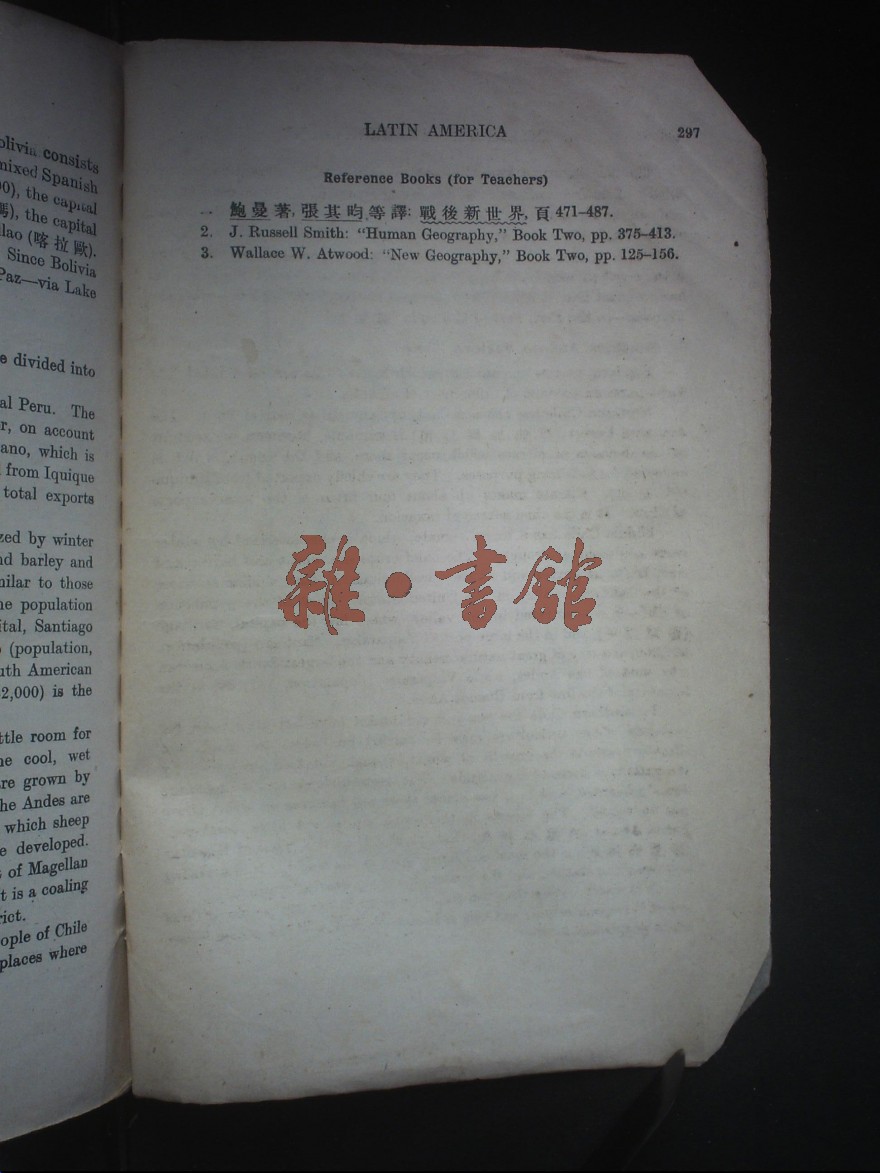 olivia consists
mixed Spanish
00), the capital
the capital
llao (喀拉歐).
Since Bolivia
Paz—via Lake
e divided into
al Peru. The
r, on account
ano, which is
from Iquique
total exports
zed by winter
nd barley and
milar to those
he population
ital, Santiago
(population,
uth American
2,000) is the
ttle room for
he cool, wet
are grown by
he Andes are
which sheep
e developed.
t of Magellan
t is a coaling
rict.
ople of Chile
places where
LATIN AMERICA 297
Reference Books (for Teachers)
一 鮑曼著, 張其昀等譯: 戰後新世界, 頁 471–487.
2. J. Russell Smith: “Human Geography,” Book Two, pp. 375–413.
3. Wallace W. Atwood: “New Geography,” Book Two, pp. 125–156.
雜·書館